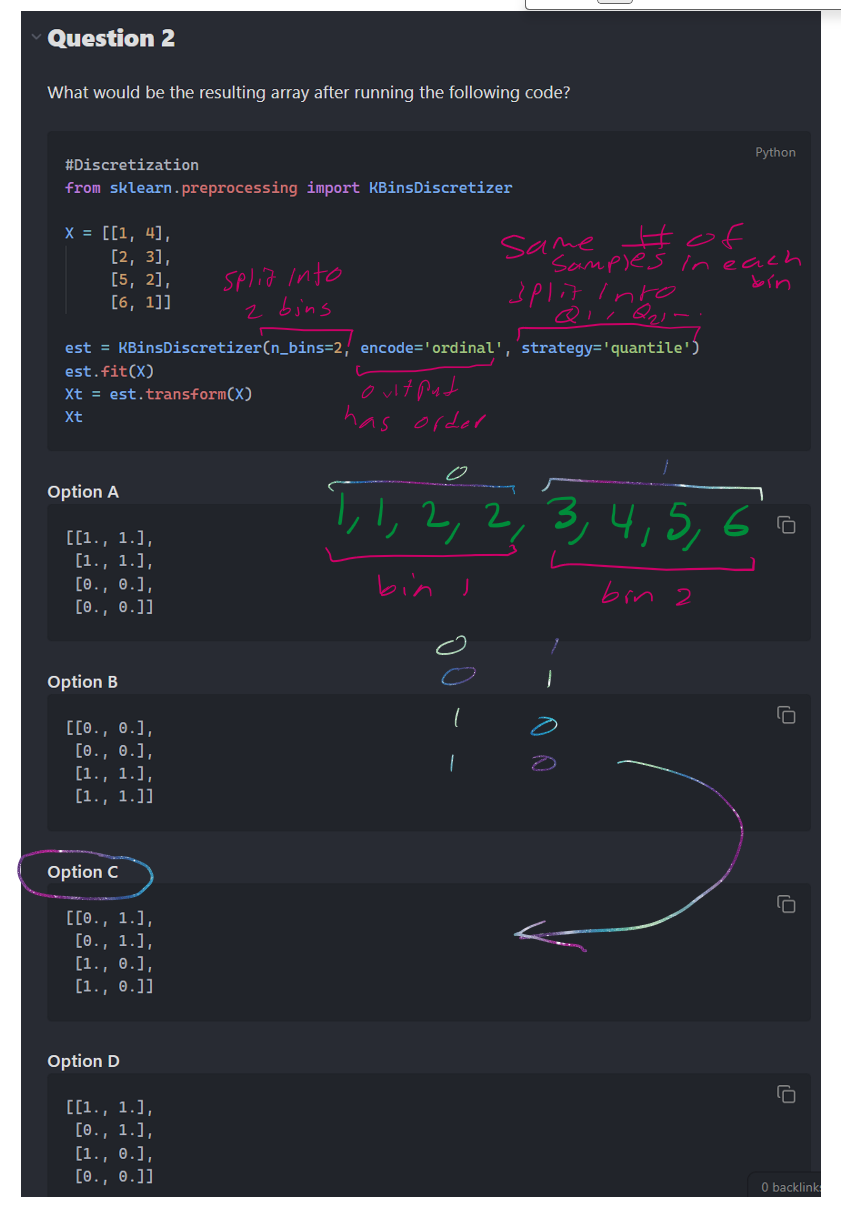 Question 2
What would be the resulting array after running the following code?
Python
#Discretization
from sklearn.preprocessing import KBinsDiscretizer
X = [[1, 4],
[2, 3],
[5, 2],
[6, 1]]
split into
2 bins
Same # of
samples in each
bin
split into
Q1, Q2, - ..
est = KBinsDiscretizer(n_bins=2, encode='ordinal', strategy='quantile')
est.fit(X)
Xt = est.transform(X)
Xt
output
has order
0 1
Option A
1, 1, 2, 2, 3, 4, 5, 6
bin 1 bin 2
[[1., 1.],
[1., 1.],
[0., 0.],
[0., 0.]]
0 1
0 1
1 0
1 0
Option B
[[0., 0.],
[0., 0.],
[1., 1.],
[1., 1.]]
Option C
[[0., 1.],
[0., 1.],
[1., 0.],
[1., 0.]]
Option D
[[1., 1.],
[0., 1.],
[1., 0.],
[0., 0.]]
0 backlinks